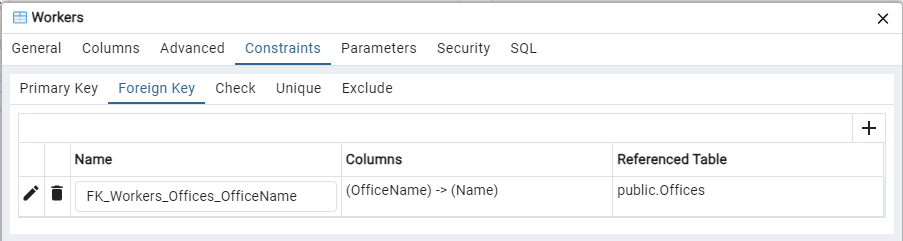 Workers
General Columns Advanced Constraints Parameters Security SQL
Primary Key Foreign Key Check Unique Exclude
Name Columns Referenced Table
FK_Workers_Offices_OfficeName (OfficeName) -> (Name) public.Offices